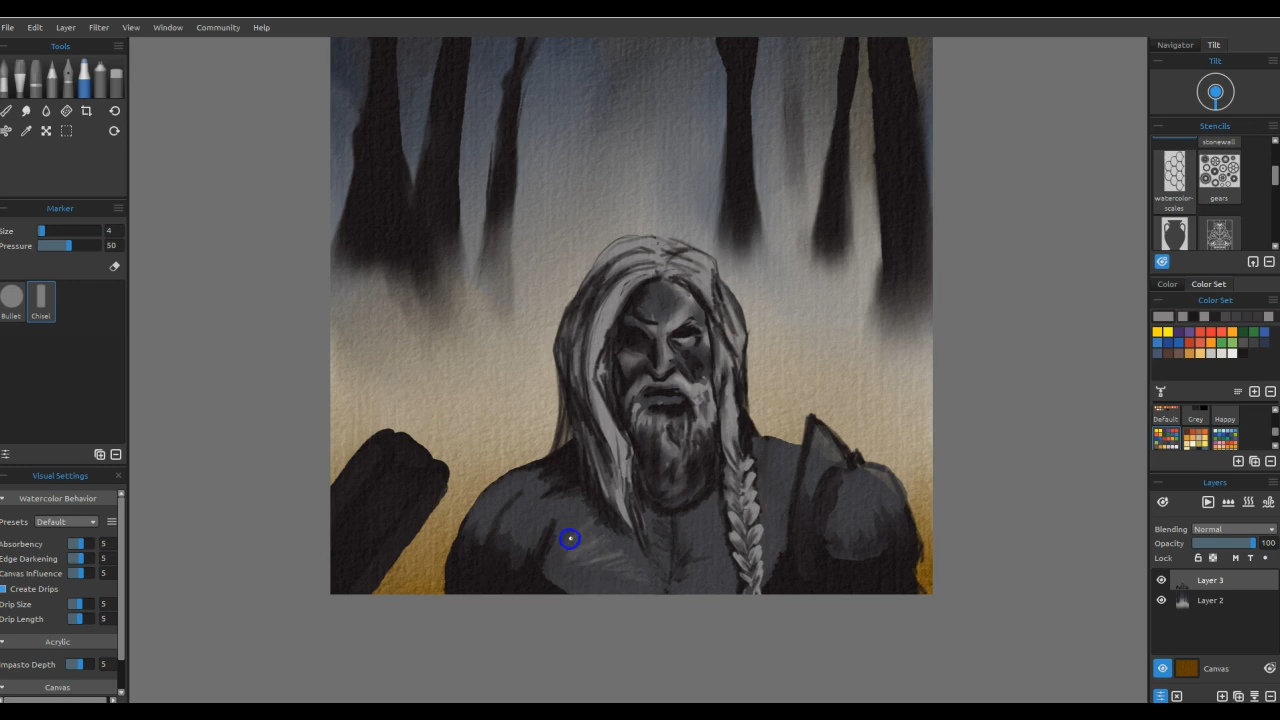 File Edit Layer Filter View Window Community Help
Tools
Marker
Size 4
Pressure 50
Bullet Chisel
Visual Settings
Watercolor Behavior
Presets Default
Absorbency 5
Edge Darkening 5
Canvas Influence 5
Create Drips
Drip Size 5
Drip Length 5
Acrylic
Impasto Depth 5
Canvas
Navigator Tilt
Tilt
Stencils
stonewall
watercolor-
scales
gears
Color Color Set
Color Set
Default Grey Happy
Layers
Blending Normal
Opacity 100
Lock M T
Layer 3
Layer 2
Canvas